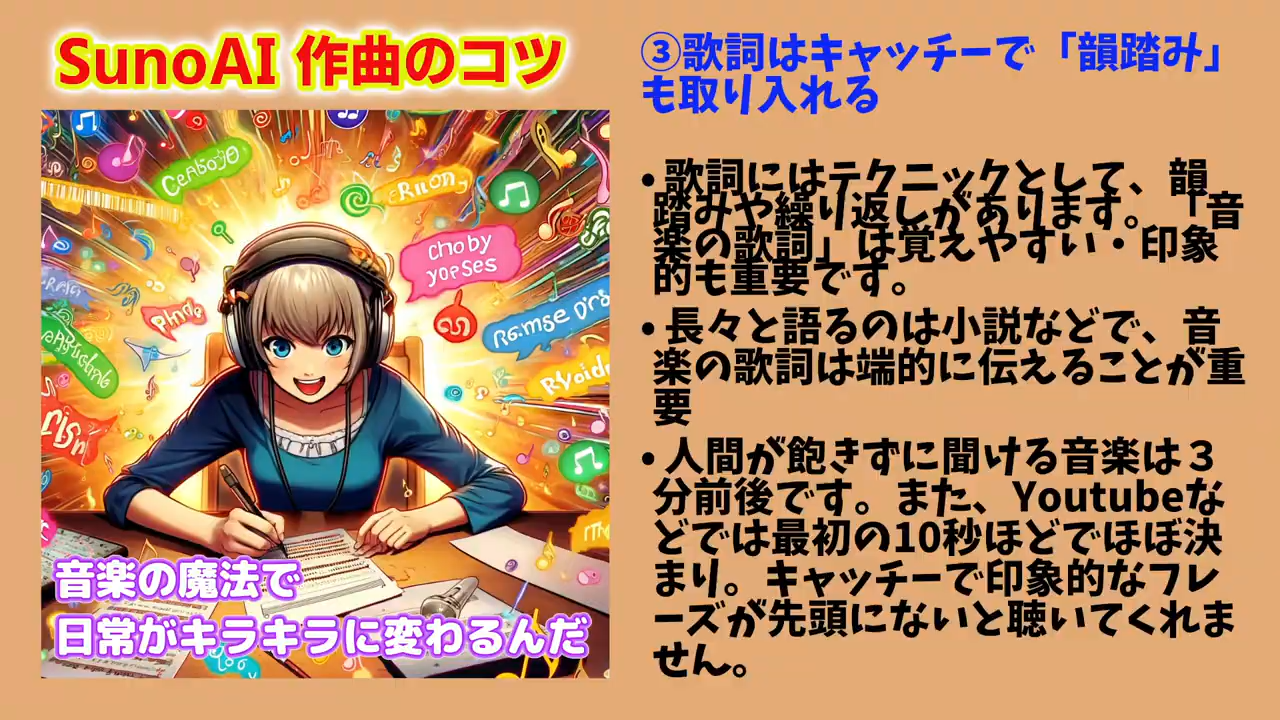 SunoAI 作曲のコツ
③歌詞はキャッチーで「韻踏み」
も取り入れる
• 歌詞にはテクニックとして、韻
踏みや繰り返しがあります。「音
楽の歌詞」は覚えやすい・印象
的も重要です。
• 長々と語るのは小説などで、音
楽の歌詞は端的に伝えることが重
要
• 人間が飽きずに聞ける音楽は３
分前後です。また、Youtubeな
どでは最初の10秒ほどでほぼ決
まり。キャッチーで印象的なフレ
ーズが先頭にないと聴いてくれま
せん。
Choby
yopses
音楽の魔法で
日常がキラキラに変わるんだ